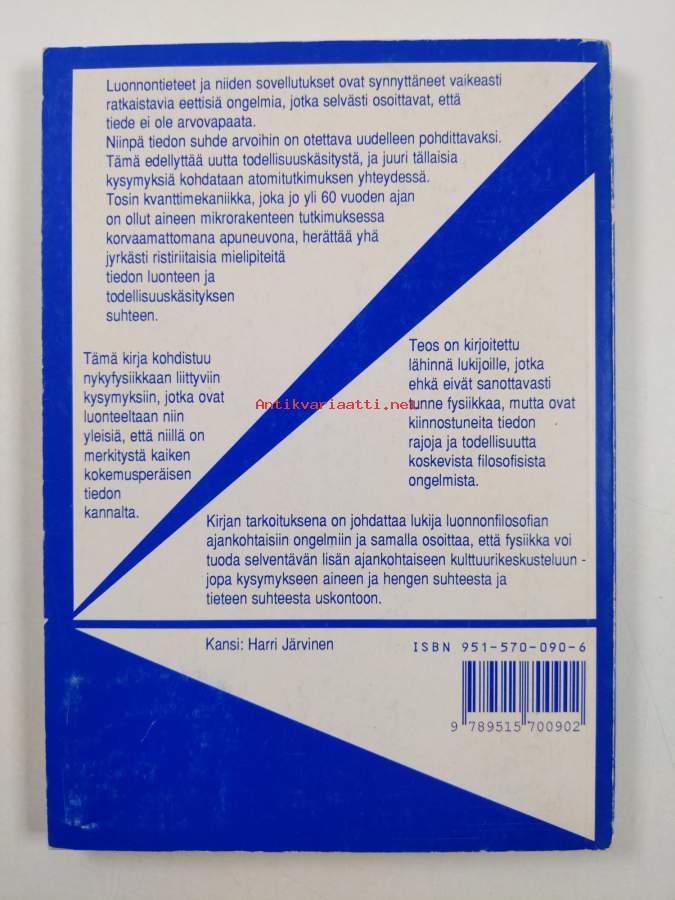 Luonnontieteet ja niiden sovellutukset ovat synnyttäneet vaikeasti
ratkaistavia eettisiä ongelmia, jotka selvästi osoittavat, että
tiede ei ole arvovapaata.
Niinpä tiedon suhde arvoihin on otettava uudelleen pohdittavaksi.
Tämä edellyttää uutta todellisuuskäsitystä, ja juuri tällaisia
kysymyksiä kohdataan atomitutkimuksen yhteydessä.
Tosin kvanttimekaniikka, joka jo yli 60 vuoden ajan
on ollut aineen mikrorakenteen tutkimuksessa
korvaamattomana apuneuvona, herättää yhä
jyrkästi ristiriitaisia mielipiteitä
tiedon luonteen ja
todellisuuskäsityksen
suhteen.
Tämä kirja kohdistuu
nykyfysiikkaan liittyviin
kysymyksiin, jotka ovat
luonteeltaan niin
yleisiä, että niillä on
merkitystä kaiken
kokemusperäisen
tiedon
kannalta.
Teos on kirjoitettu
lähinnä lukijoille, jotka
ehkä eivät sanottavasti
tunne fysiikkaa, mutta ovat
kiinnostuneita tiedon
rajoja ja todellisuutta
koskevista filosofisista
ongelmista.
Antikvariaatti.net
Kirjan tarkoituksena on johdattaa lukija luonnonfilosofian
ajankohtaisiin ongelmiin ja samalla osoittaa, että fysiikka voi
tuoda selventävän lisän ajankohtaiseen kulttuurikeskusteluun -
jopa kysymykseen aineen ja hengen suhteesta ja
tieteen suhteesta uskontoon.
Kansi: Harri Järvinen
ISBN 951-570-090-6
9 789515 700902